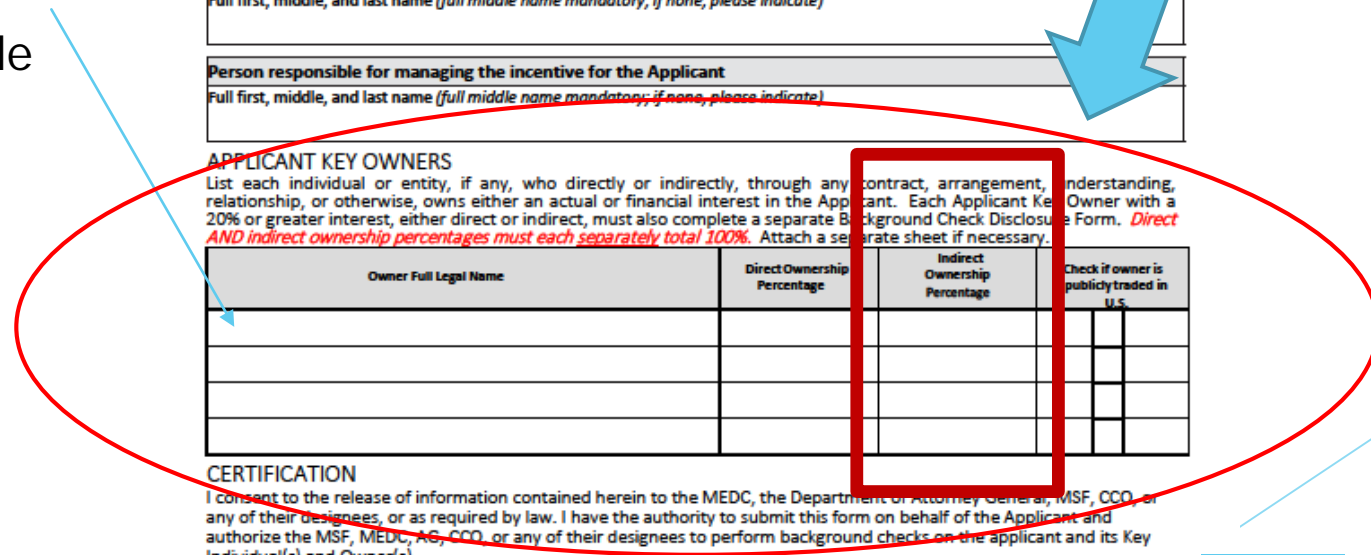 Full first, middle, and last name (full middle name mandatory; if none, please indicate)
le
Person responsible for managing the incentive for the Applicant
Full first, middle, and last name (full middle name mandatory; if none, please indicate)
APPLICANT KEY OWNERS
List each individual or entity, if any, who directly or indirectly, through any contract, arrangement, understanding,
relationship, or otherwise, owns either an actual or financial interest in the Applicant. Each Applicant Key Owner with a
20% or greater interest, either direct or indirect, must also complete a separate Background Check Disclosure Form. Direct
AND indirect ownership percentages must each separately total 100%. Attach a separate sheet if necessary.
Owner Full Legal Name
Direct Ownership
Percentage
Indirect
Ownership
Percentage
Check if owner is
publicly traded in
U.S.
CERTIFICATION
I consent to the release of information contained herein to the MEDC, the Department of Attorney General, MSF, CCO, or
any of their designees, or as required by law. I have the authority to submit this form on behalf of the Applicant and
authorize the MSF, MEDC, AG, CCO, or any of their designees to perform background checks on the applicant and its Key
Individual(s) and Owner(s)